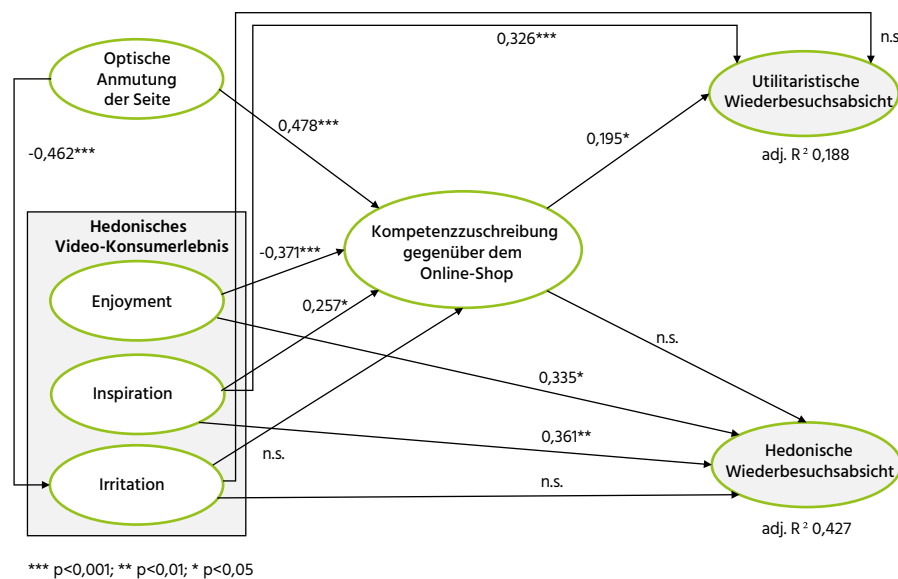 0,326***
n.s.
Optische
Anmutung
der Seite
Utilitaristische
Wiederbesuchsabsicht
0,478***
0,195*
-0,462***
adj. R² 0,188
Hedonisches
Video-Konsumerlebnis
Kompetenzzuschreibung
gegenüber dem
Online-Shop
-0,371***
Enjoyment
0,257*
n.s.
0,335*
Inspiration
0,361**
n.s.
Hedonische
Wiederbesuchsabsicht
Irritation
n.s.
adj. R² 0,427
*** p<0,001; ** p<0,01; * p<0,05